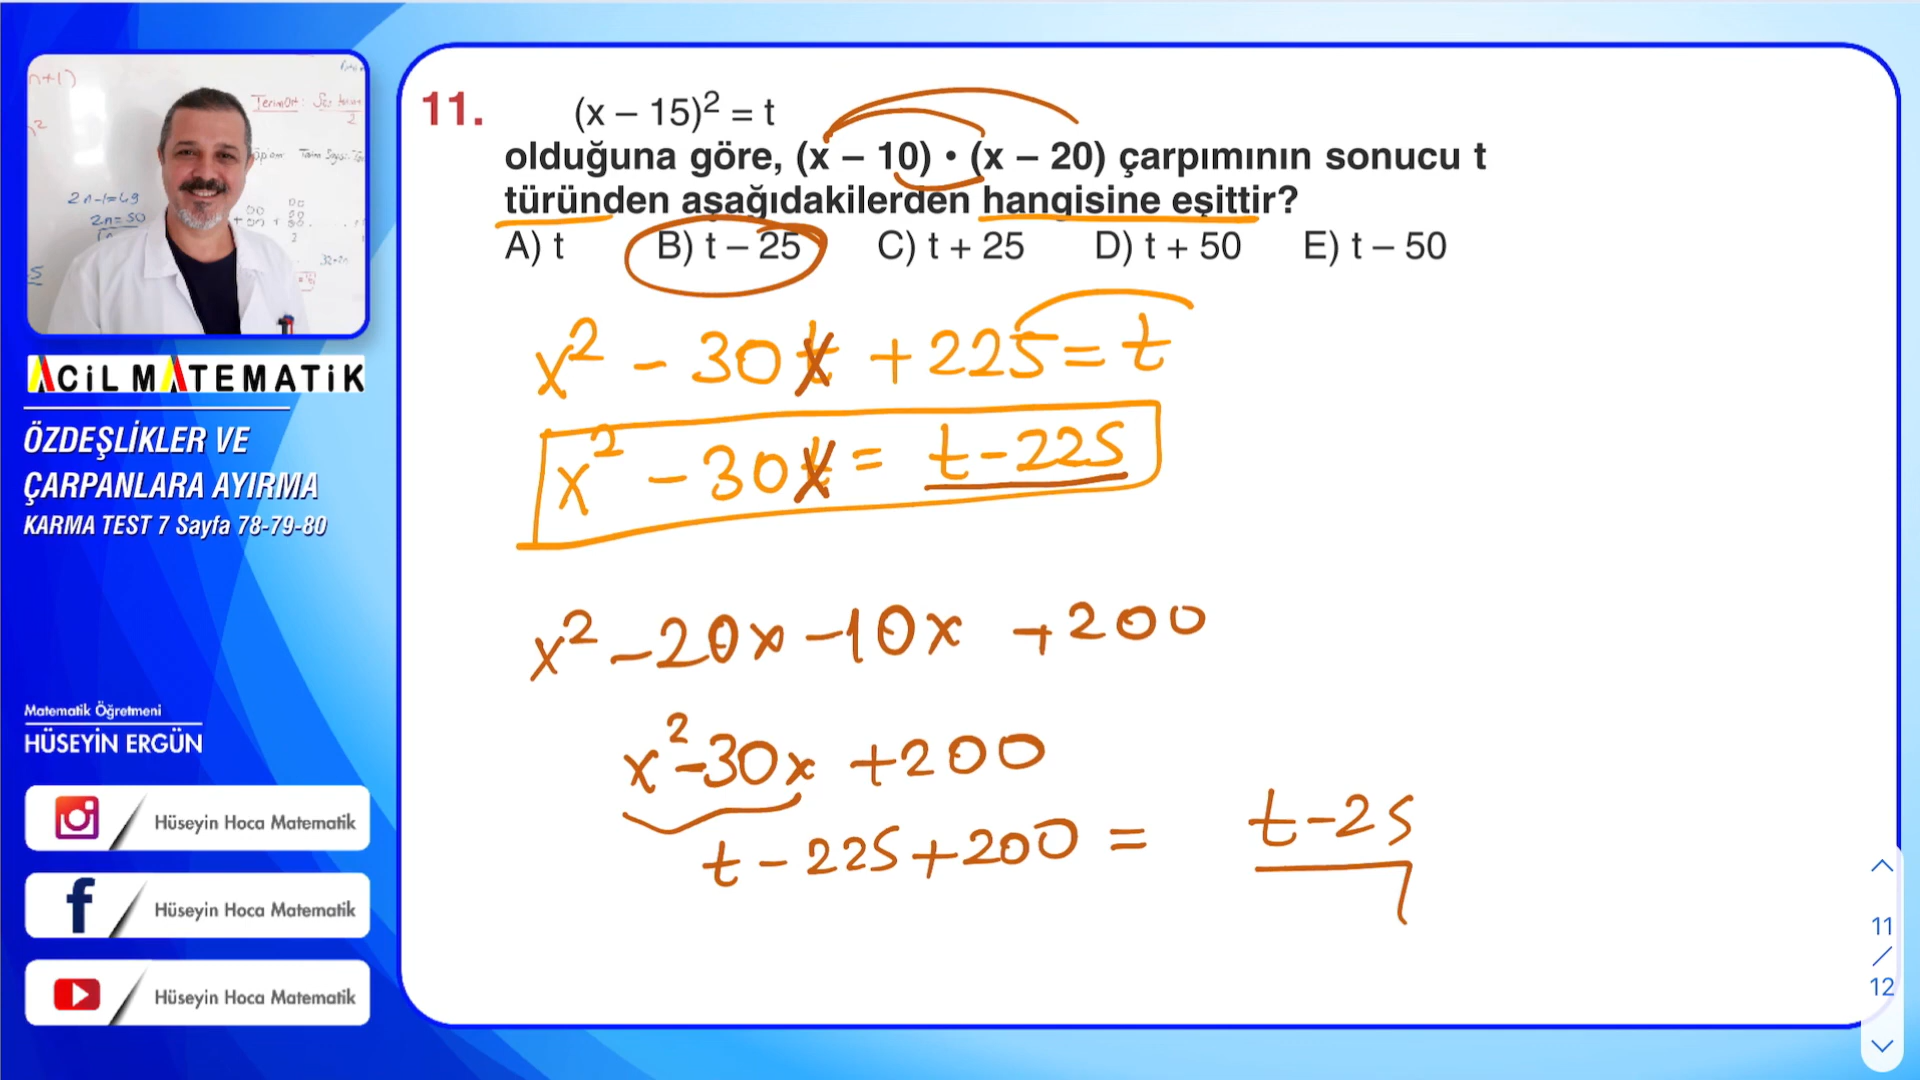 ACİL MATEMATİK
ÖZDEŞLİKLER VE
ÇARPANLARA AYIRMA
KARMA TEST 7 Sayfa 78-79-80
Matematik Öğretmeni
HÜSEYİN ERGÜN
Hüseyin Hoca Matematik
Hüseyin Hoca Matematik
Hüseyin Hoca Matematik
11. (x – 15)² = t
olduğuna göre, (x – 10) • (x – 20) çarpımının sonucu t
türünden aşağıdakilerden hangisine eşittir?
A) t B) t – 25 C) t + 25 D) t + 50 E) t – 50
x² - 30x + 225 = t
x² - 30x = t - 225
x² - 20x - 10x + 200
x² - 30x + 200
t - 225 + 200 = t - 25
11
/
12